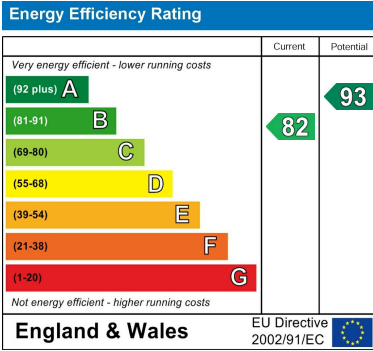 Energy Efficiency Rating
Current Potential
Very energy efficient - lower running costs
(92 plus) A
(81-91) B
(69-80) C
(55-68) D
(39-54) E
(21-38) F
(1-20) G
82
93
Not energy efficient - higher running costs
England & Wales
EU Directive
2002/91/EC